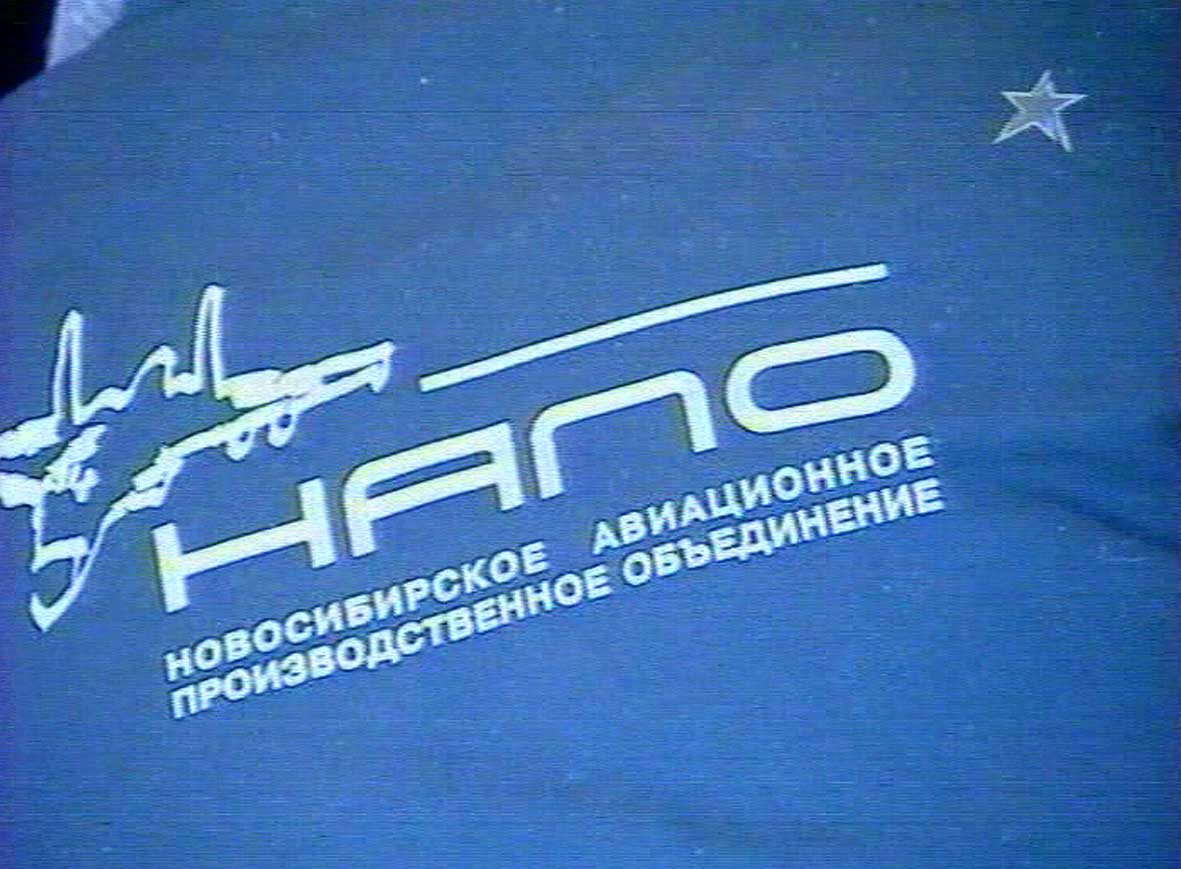 НАПО
НОВОСИБИРСКОЕ АВИАЦИОННОЕ
ПРОИЗВОДСТВЕННОЕ ОБЪЕДИНЕНИЕ